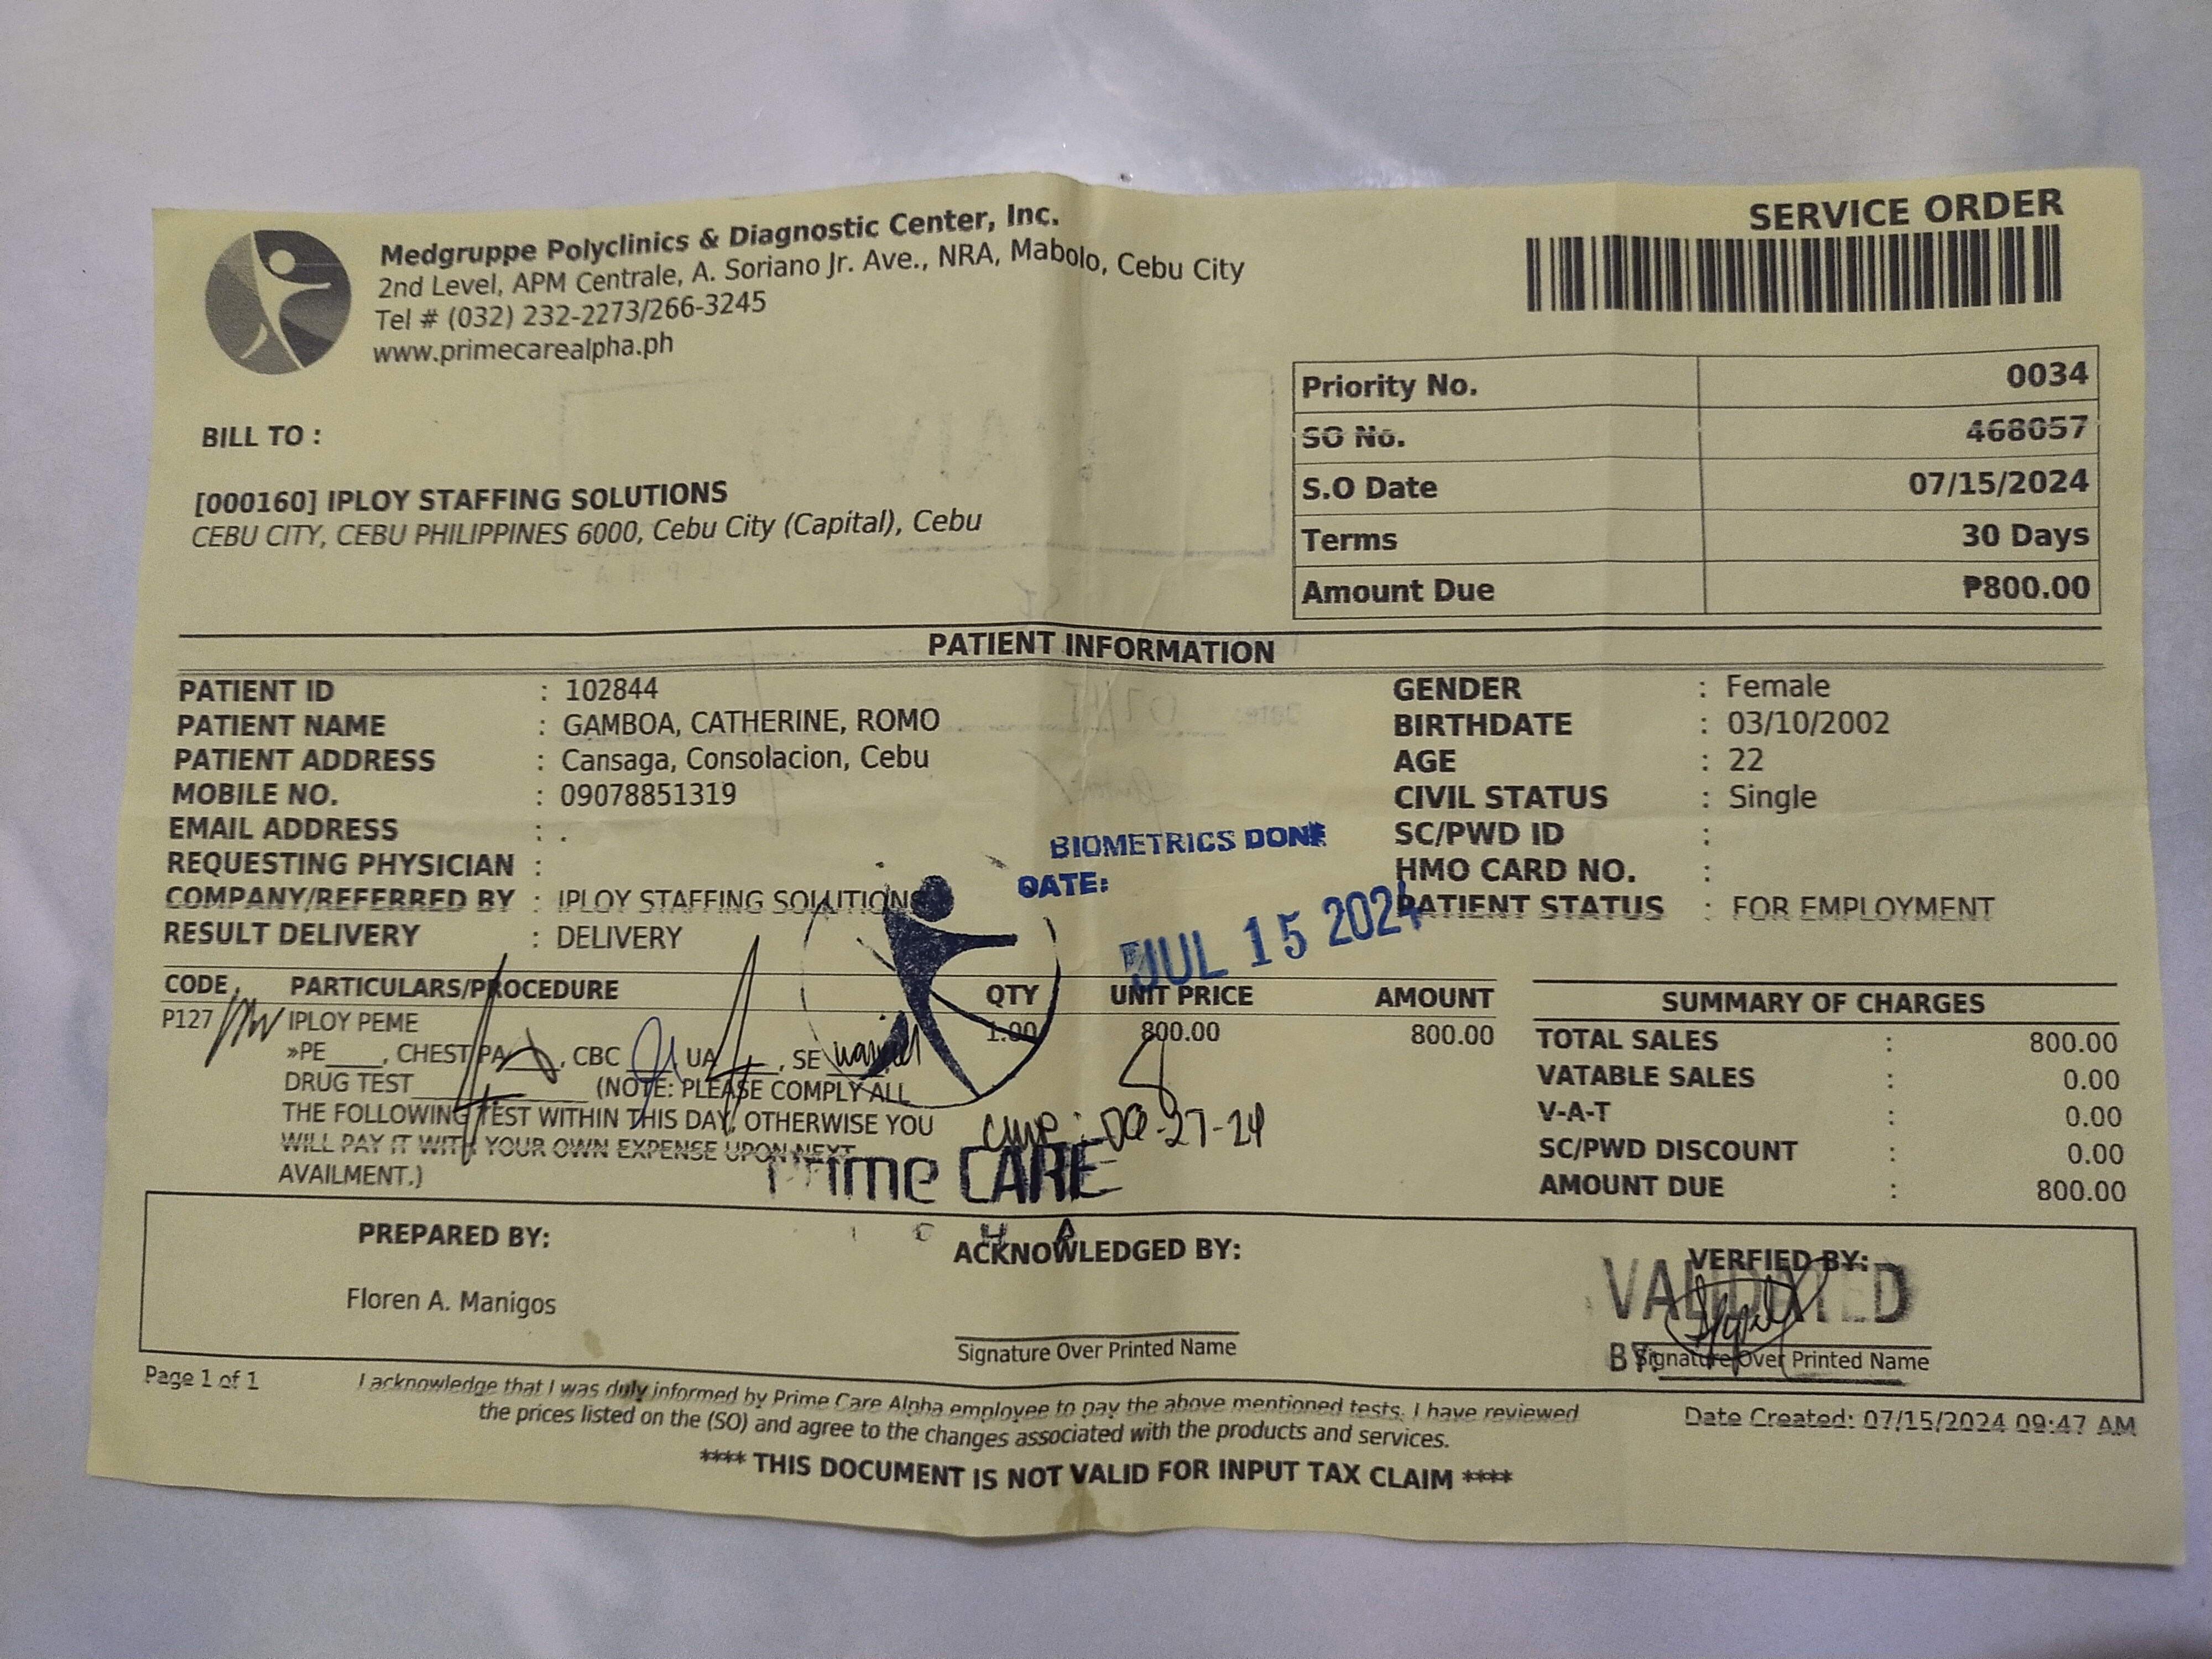 Medgruppe Polyclinics & Diagnostic Center, Inc.
2nd Level, APM Centrale, A. Soriano Jr. Ave., NRA, Mabolo, Cebu City
Tel # (032) 232-2273/266-3245
www.primecarealpha.ph
SERVICE ORDER
Priority No. 0034
SO No. 468057
S.O Date 07/15/2024
Terms 30 Days
Amount Due ₱800.00
BILL TO :
[000160] IPLOY STAFFING SOLUTIONS
CEBU CITY, CEBU PHILIPPINES 6000, Cebu City (Capital), Cebu
PATIENT INFORMATION
PATIENT ID : 102844
PATIENT NAME : GAMBOA, CATHERINE, ROMO
PATIENT ADDRESS : Cansaga, Consolacion, Cebu
MOBILE NO. : 09078851319
EMAIL ADDRESS : .
REQUESTING PHYSICIAN :
COMPANY/REFERRED BY : IPLOY STAFFING SOLUTIONS
RESULT DELIVERY : DELIVERY
GENDER : Female
BIRTHDATE : 03/10/2002
AGE : 22
CIVIL STATUS : Single
SC/PWD ID :
HMO CARD NO. :
PATIENT STATUS : FOR EMPLOYMENT
BIOMETRICS DONE
DATE:
JUL 15 2024
CODE PARTICULARS/PROCEDURE QTY UNIT PRICE AMOUNT
P127 IPLOY PEME 1.00 800.00 800.00
»PE____, CHEST PA____, CBC ____, UA____, SE ____
DRUG TEST____________ (NOTE: PLEASE COMPLY ALL
THE FOLLOWING TEST WITHIN THIS DAY, OTHERWISE YOU
WILL PAY IT WITH YOUR OWN EXPENSE UPON NEXT
AVAILMENT.)
Prime CARE
SUMMARY OF CHARGES
TOTAL SALES : 800.00
VATABLE SALES : 0.00
V-A-T : 0.00
SC/PWD DISCOUNT : 0.00
AMOUNT DUE : 800.00
PREPARED BY:
Floren A. Manigos
ACKNOWLEDGED BY:
Signature Over Printed Name
VERFIED BY:
VALIDATED
BY:
Signature Over Printed Name
Page 1 of 1
I acknowledge that I was duly informed by Prime Care Alpha employee to pay the above mentioned tests. I have reviewed
the prices listed on the (SO) and agree to the changes associated with the products and services.
Date Created: 07/15/2024 09:47 AM
**** THIS DOCUMENT IS NOT VALID FOR INPUT TAX CLAIM ****